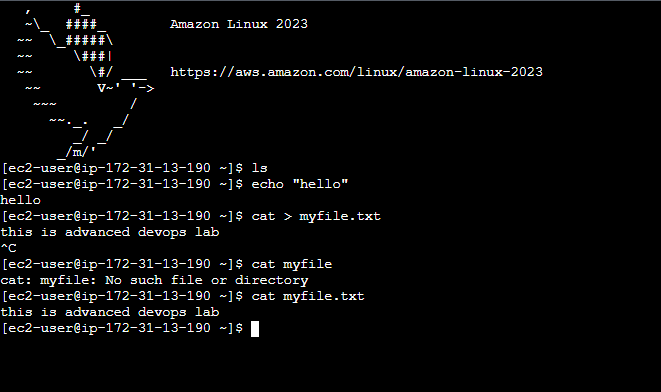 ,     #_
   ~\_  ####_        Amazon Linux 2023
  ~~  \_#####\
  ~~     \###|
  ~~       \#/ ___   https://aws.amazon.com/linux/amazon-linux-2023
   ~~       V~' '->
    ~~~         /
      ~~._.   _/
         _/ _/
       _/m/'
[ec2-user@ip-172-31-13-190 ~]$ ls
[ec2-user@ip-172-31-13-190 ~]$ echo "hello"
hello
[ec2-user@ip-172-31-13-190 ~]$ cat > myfile.txt
this is advanced devops lab
^C
[ec2-user@ip-172-31-13-190 ~]$ cat myfile
cat: myfile: No such file or directory
[ec2-user@ip-172-31-13-190 ~]$ cat myfile.txt
this is advanced devops lab
[ec2-user@ip-172-31-13-190 ~]$